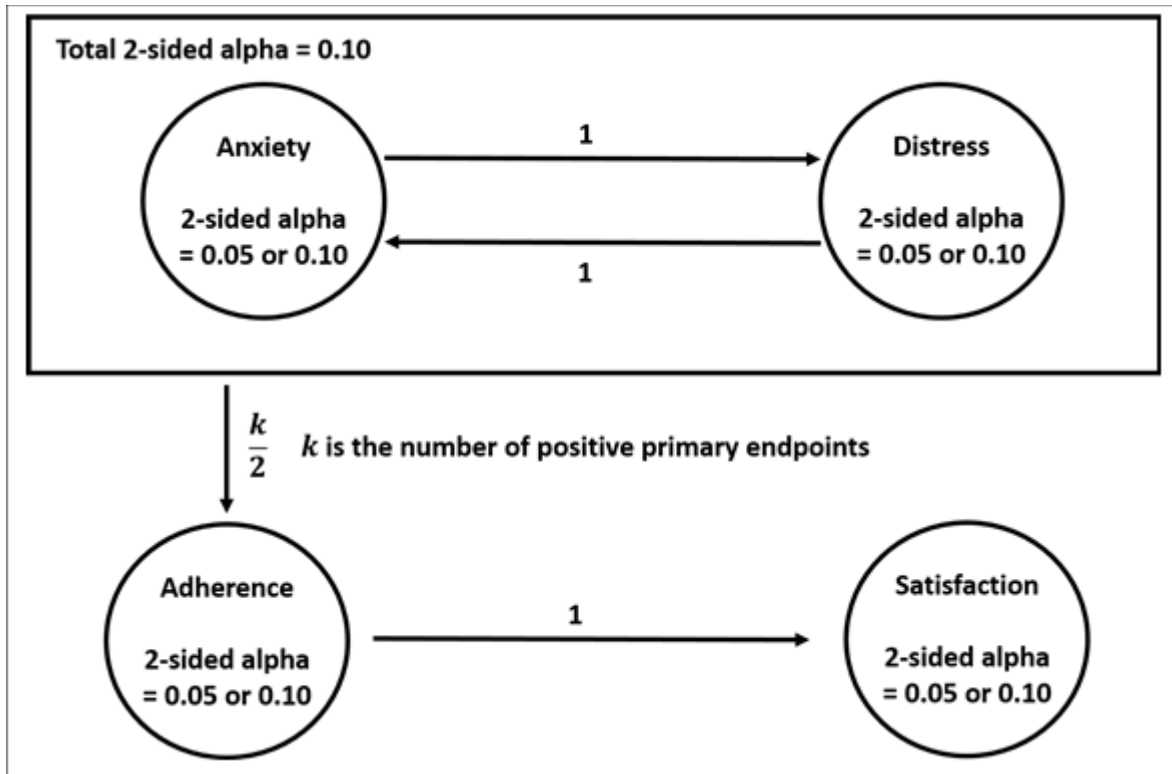 Total 2-sided alpha = 0.10
Anxiety
2-sided alpha
= 0.05 or 0.10
1
1
Distress
2-sided alpha
= 0.05 or 0.10
k/2 k is the number of positive primary endpoints
Adherence
2-sided alpha
= 0.05 or 0.10
1
Satisfaction
2-sided alpha
= 0.05 or 0.10